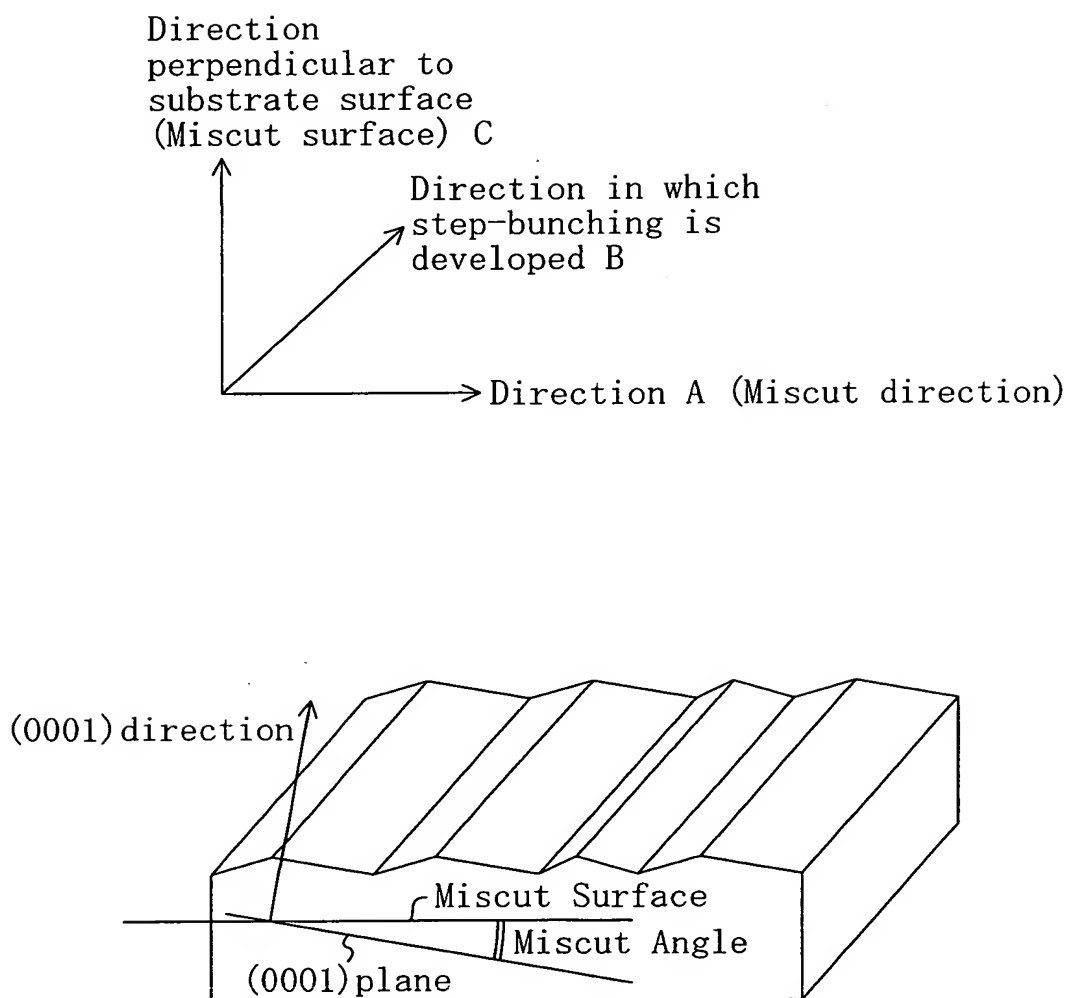 Direction
perpendicular to
substrate surface
(Miscut surface) C
Direction in which
step-bunching is
developed B
Direction A (Miscut direction)
(0001)direction
Miscut Surface
Miscut Angle
(0001)plane